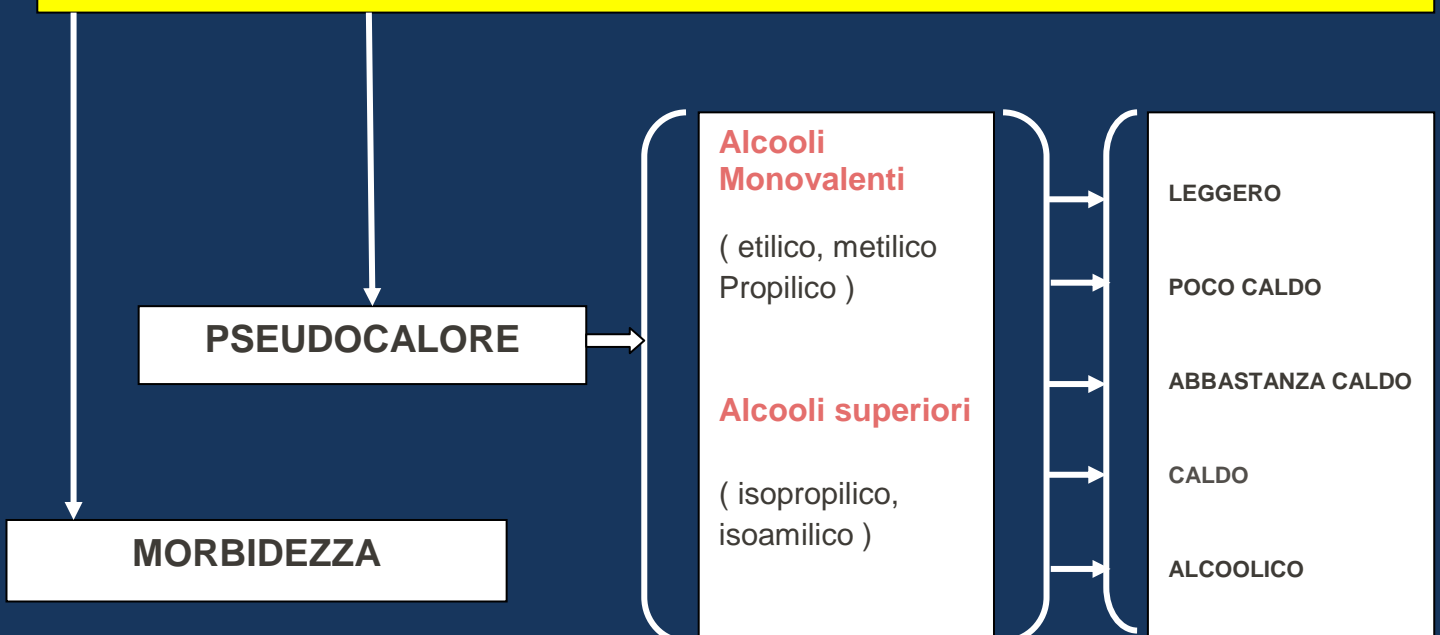 PSEUDOCALORE
MORBIDEZZA
Alcooli
Monovalenti
( etilico, metilico
Propilico )
Alcooli superiori
( isopropilico,
isoamilico )
LEGGERO
POCO CALDO
ABBASTANZA CALDO
CALDO
ALCOOLICO